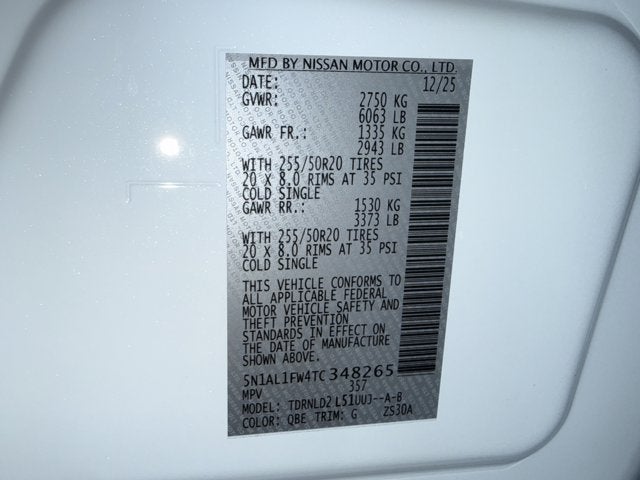 MFD BY NISSAN MOTOR CO., LTD.
DATE: 12/25
GVWR: 2750 KG
6063 LB
GAWR FR.: 1335 KG
2943 LB
WITH 255/50R20 TIRES
20 X 8.0 RIMS AT 35 PSI
COLD SINGLE
GAWR RR.: 1530 KG
3373 LB
WITH 255/50R20 TIRES
20 X 8.0 RIMS AT 35 PSI
COLD SINGLE
THIS VEHICLE CONFORMS TO
ALL APPLICABLE FEDERAL
MOTOR VEHICLE SAFETY AND
THEFT PREVENTION
STANDARDS IN EFFECT ON
THE DATE OF MANUFACTURE
SHOWN ABOVE.
5N1AL1FW4TC348265
MPV 357
MODEL: TDRNLD2 L51UUJ--A-B
COLOR: QBE TRIM: G ZS30A